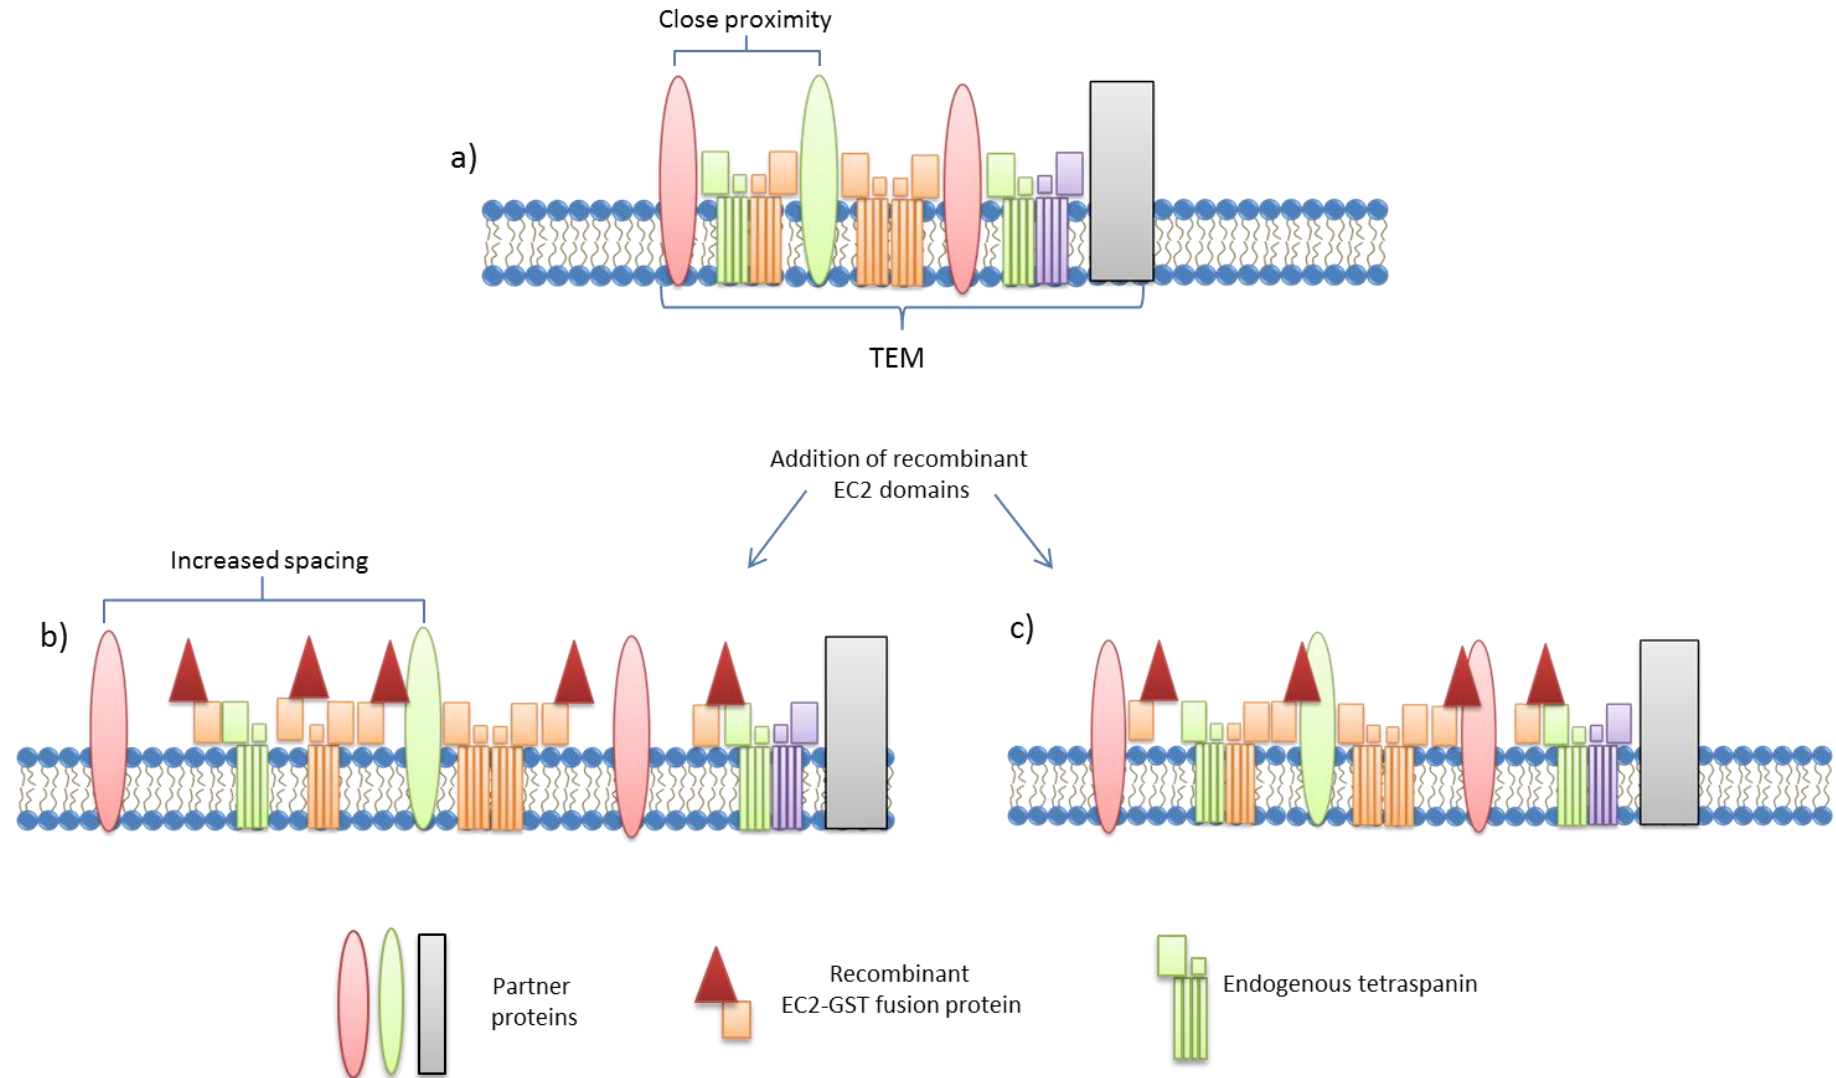 Close proximity
a)
TEM
Addition of recombinant
EC2 domains
Increased spacing
b)
c)
Partner
proteins
Recombinant
EC2-GST fusion protein
Endogenous tetraspanin